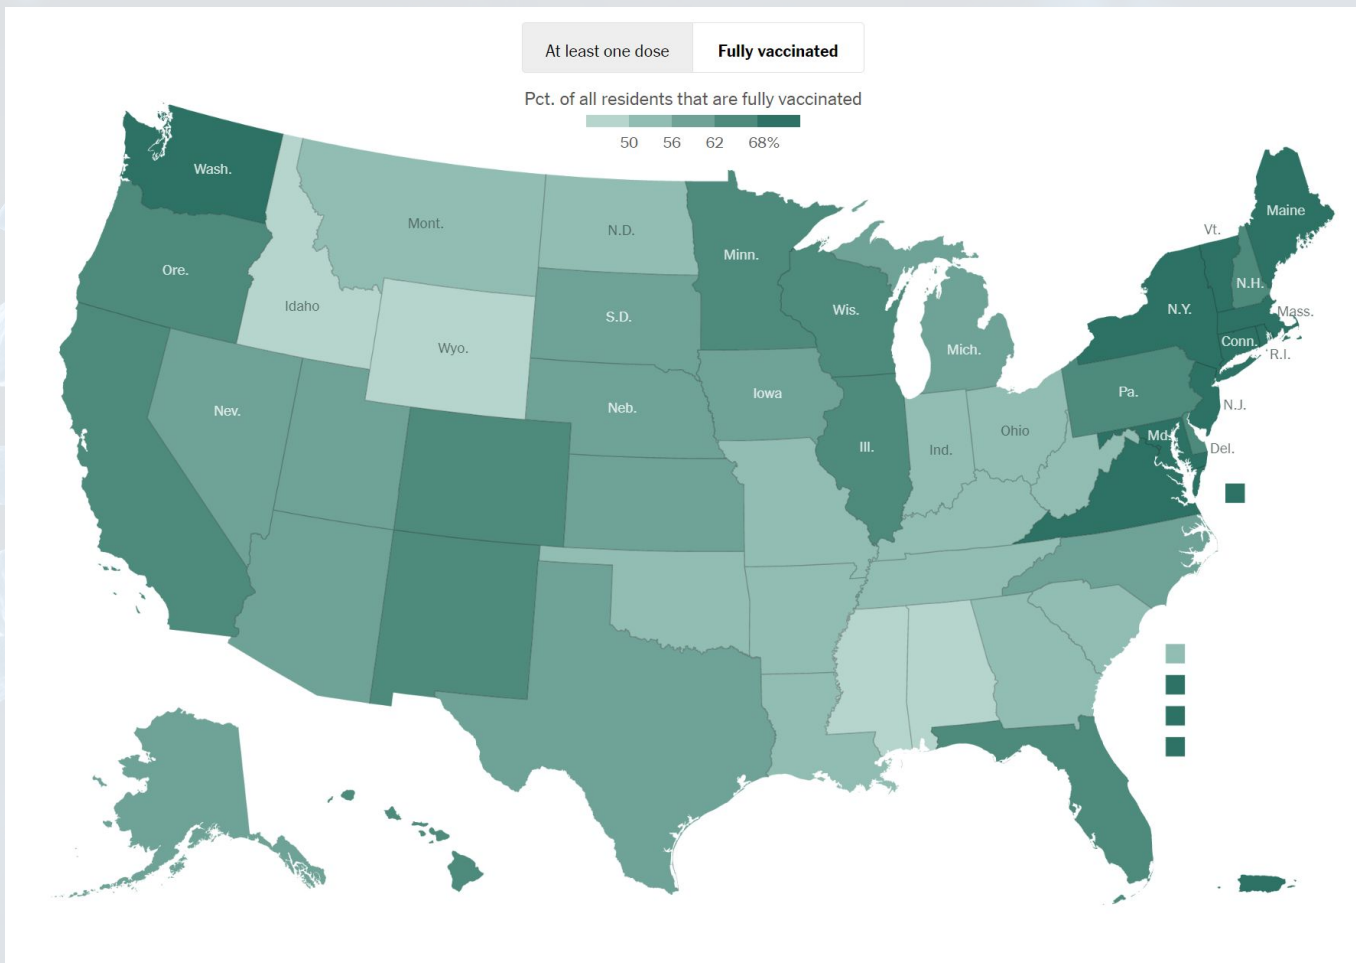 At least one dose
Fully vaccinated
Pct. of all residents that are fully vaccinated
50 56 62 68%
Wash.
Maine
Mont.
N.D.
Vt.
Minn.
Ore.
N.H.
Idaho
Wis.
N.Y.
Mass.
S.D.
Conn.
Wyo.
Mich.
R.I.
Iowa
Pa.
Nev.
Neb.
N.J.
Ohio
Md.
Ill.
Ind.
Del.